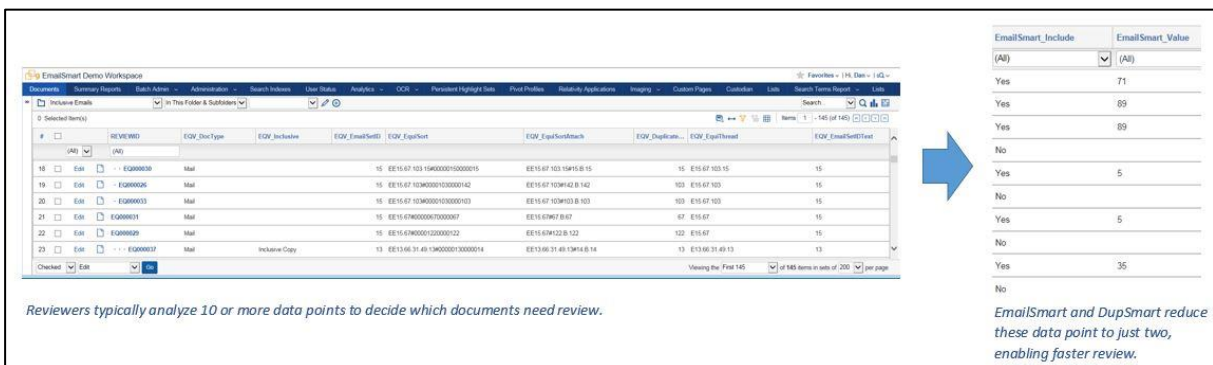 EmailSmart Demo Workspace
Favorites Hi, Dan
Documents Summary Reports Batch Admin Administration Search Indexes User Status Analytics OCR Persistent Highlight Sets Pivot Profiles Relativity Applications Imaging Custom Pages Custodian Lists Search Terms Report Lists
Inclusive Emails In This Folder & Subfolders Search...
0 Selected Item(s) Items 1 - 145 (of 145)
# REVIEWID EQV_DocType EQV_Inclusive EQV_EmailSetID EQV_EquiSort EQV_EquiSortAttach EQV_Duplicate... EQV_EquiThread EQV_EmailSetIDText
(All) (All)
18 Edit EQ000030 Mail 15 EE15.67.103.15#00000150000015 EE15.67.103.15#15.B.15 15 E15.67.103.15 15
19 Edit EQ000026 Mail 15 EE15.67.103#00001030000142 EE15.67.103#142.B.142 103 E15.67.103 15
20 Edit EQ000033 Mail 15 EE15.67.103#00001030000103 EE15.67.103#103.B.103 103 E15.67.103 15
21 Edit EQ000031 Mail 15 EE15.67#00000670000067 EE15.67#67.B.67 67 E15.67 15
22 Edit EQ000029 Mail 15 EE15.67#00001220000122 EE15.67#122.B.122 122 E15.67 15
23 Edit EQ000037 Mail Inclusive Copy 13 EE13.66.31.49.13#00000130000014 EE13.66.31.49.13#14.B.14 13 E13.66.31.49.13 13
Checked Edit Go Viewing the First 145 of 145 items in sets of 200 per page
Reviewers typically analyze 10 or more data points to decide which documents need review.
EmailSmart_Include EmailSmart_Value
(All) (All)
Yes 71
Yes 89
Yes 89
No
Yes 5
No
Yes 5
No
Yes 35
No
EmailSmart and DupSmart reduce
these data point to just two,
enabling faster review.